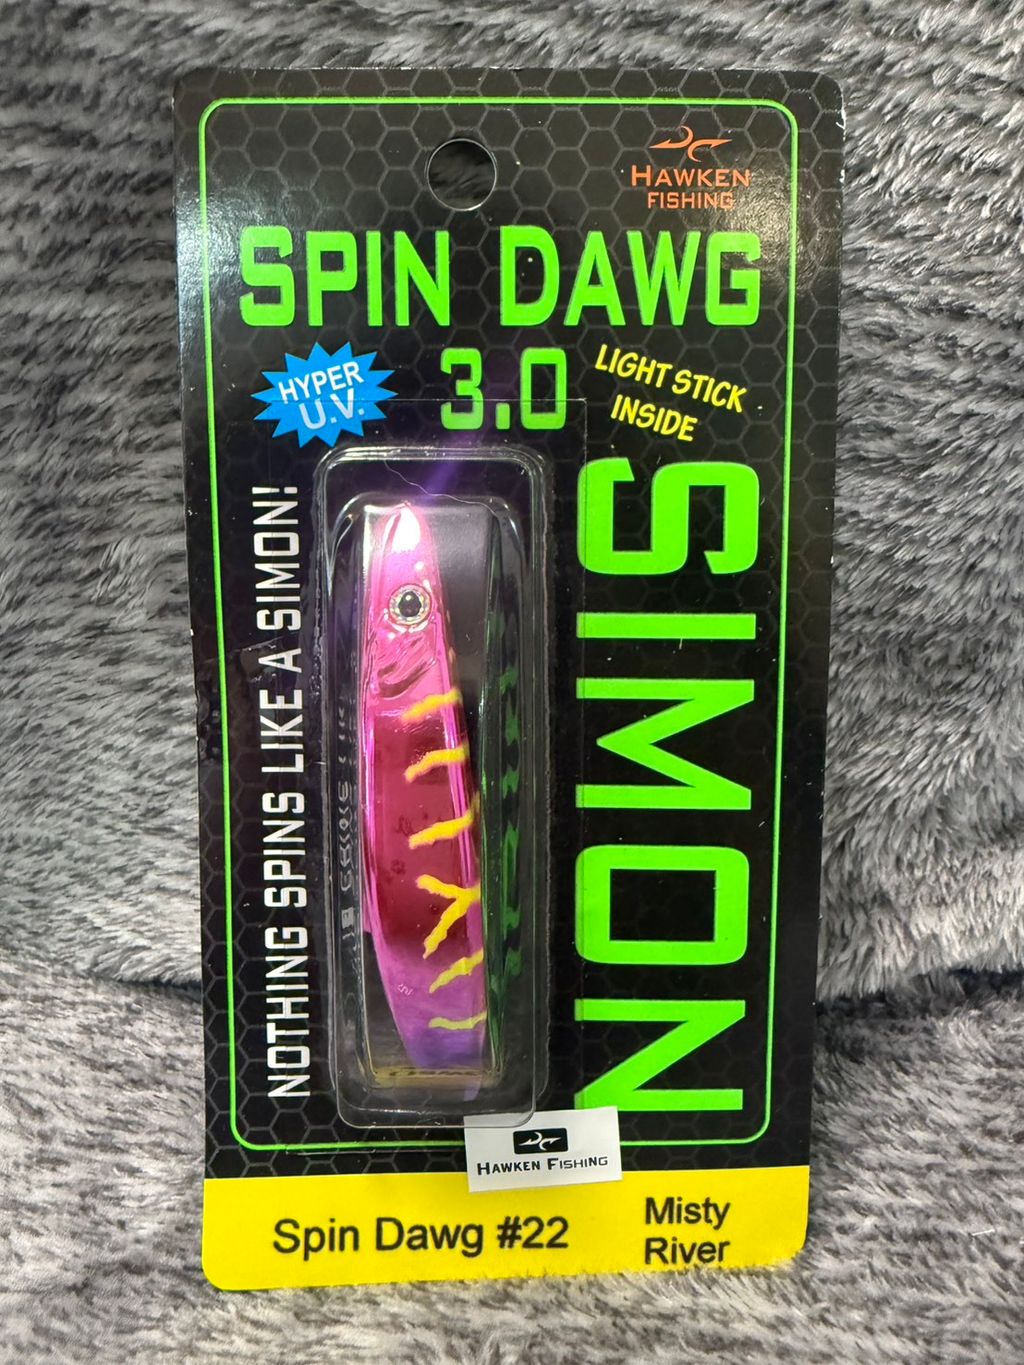 HAWKEN
FISHING
SPIN DAWG
3.0
HYPER
U.V.
LIGHT STICK
INSIDE
NOTHING SPINS LIKE A SIMON!
SIMON
HAWKEN FISHING
Spin Dawg #22
Misty
River